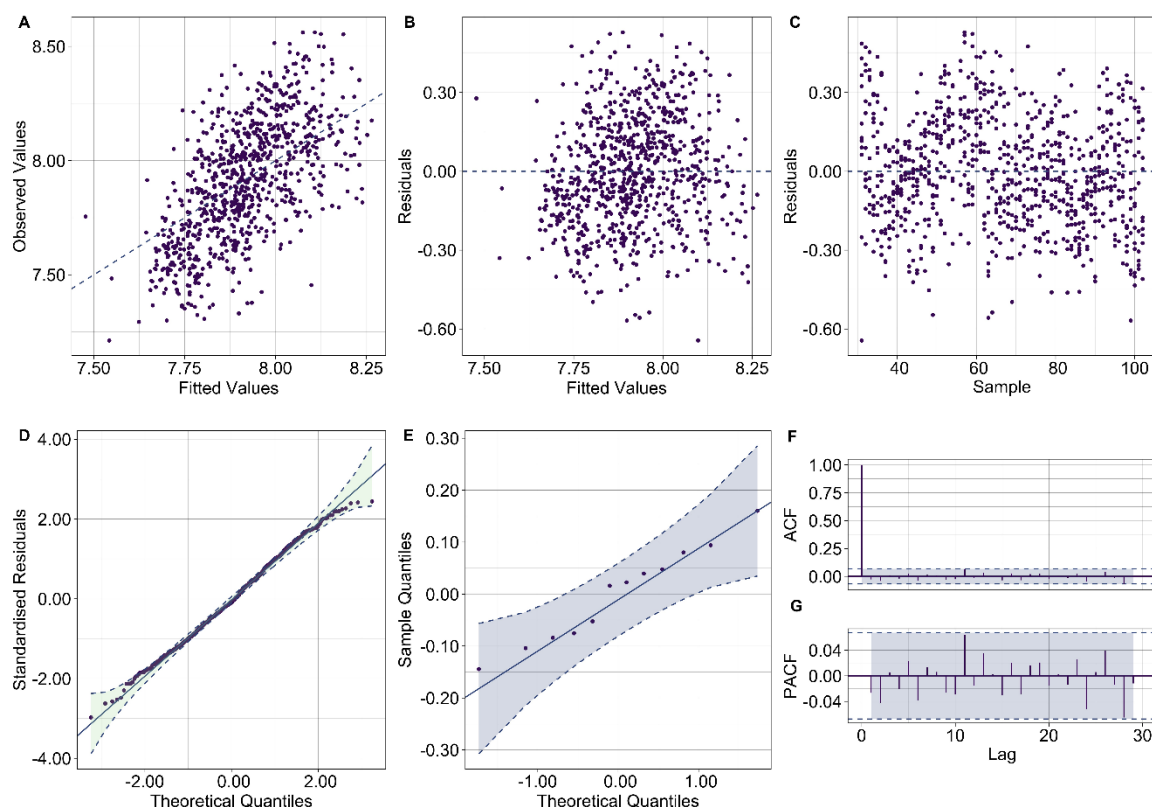 A
Observed Values
8.50
8.00
7.50
7.50 7.75 8.00 8.25
Fitted Values
B
Residuals
0.30
0.00
-0.30
-0.60
7.50 7.75 8.00 8.25
Fitted Values
C
Residuals
0.30
0.00
-0.30
-0.60
40 60 80 100
Sample
D
Standardised Residuals
4.00
2.00
0.00
-2.00
-4.00
-2.00 0.00 2.00
Theoretical Quantiles
E
Sample Quantiles
0.30
0.20
0.10
0.00
-0.10
-0.20
-0.30
-1.00 0.00 1.00
Theoretical Quantiles
F
ACF
1.00
0.75
0.50
0.25
0.00
G
PACF
0.04
0.00
-0.04
0 10 20 30
Lag